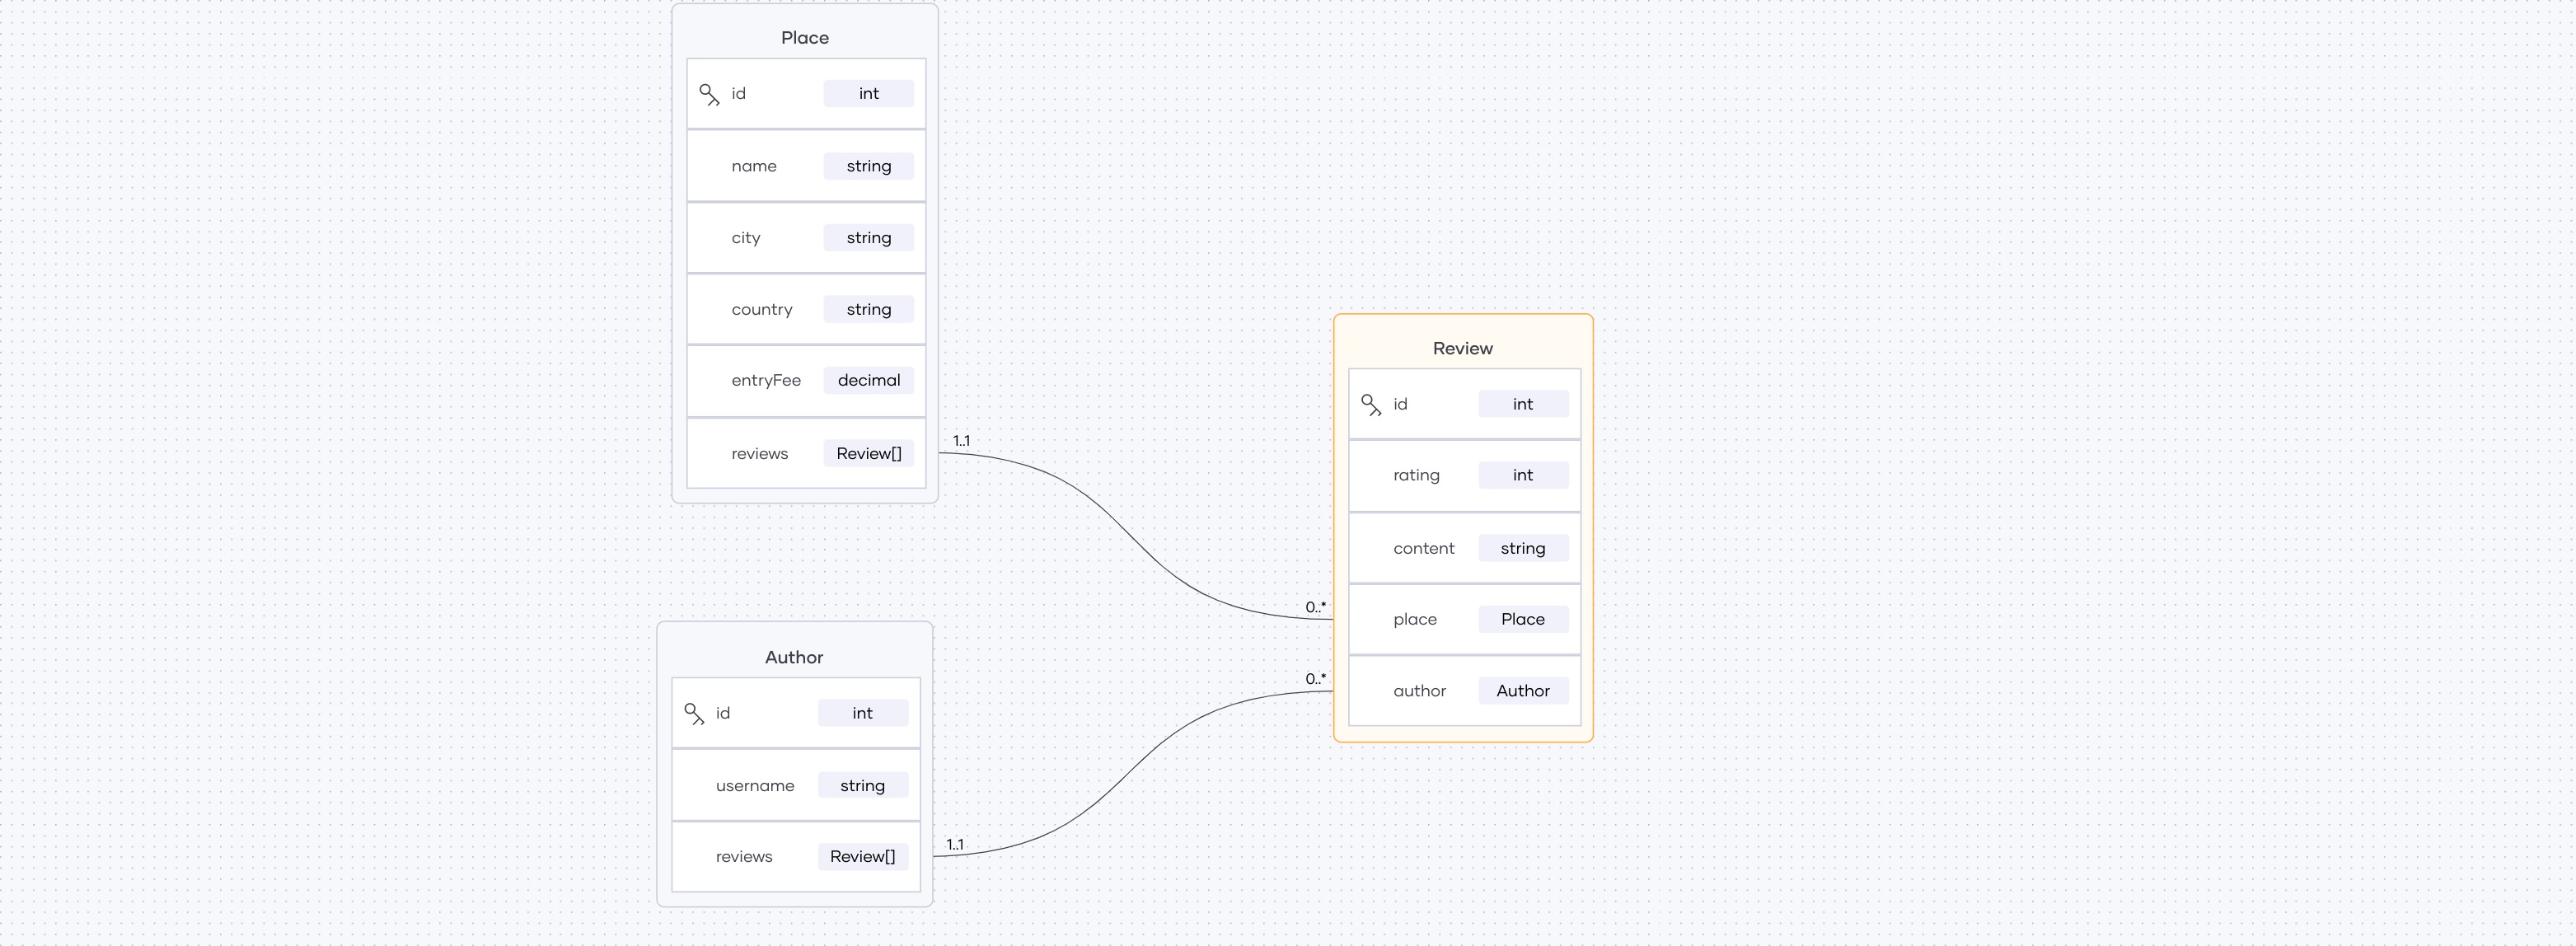 Place
id int
name string
city string
country string
entryFee decimal
reviews Review[]
1..1
0..*
Review
id int
rating int
content string
place Place
author Author
0..*
Author
id int
username string
reviews Review[]
1..1